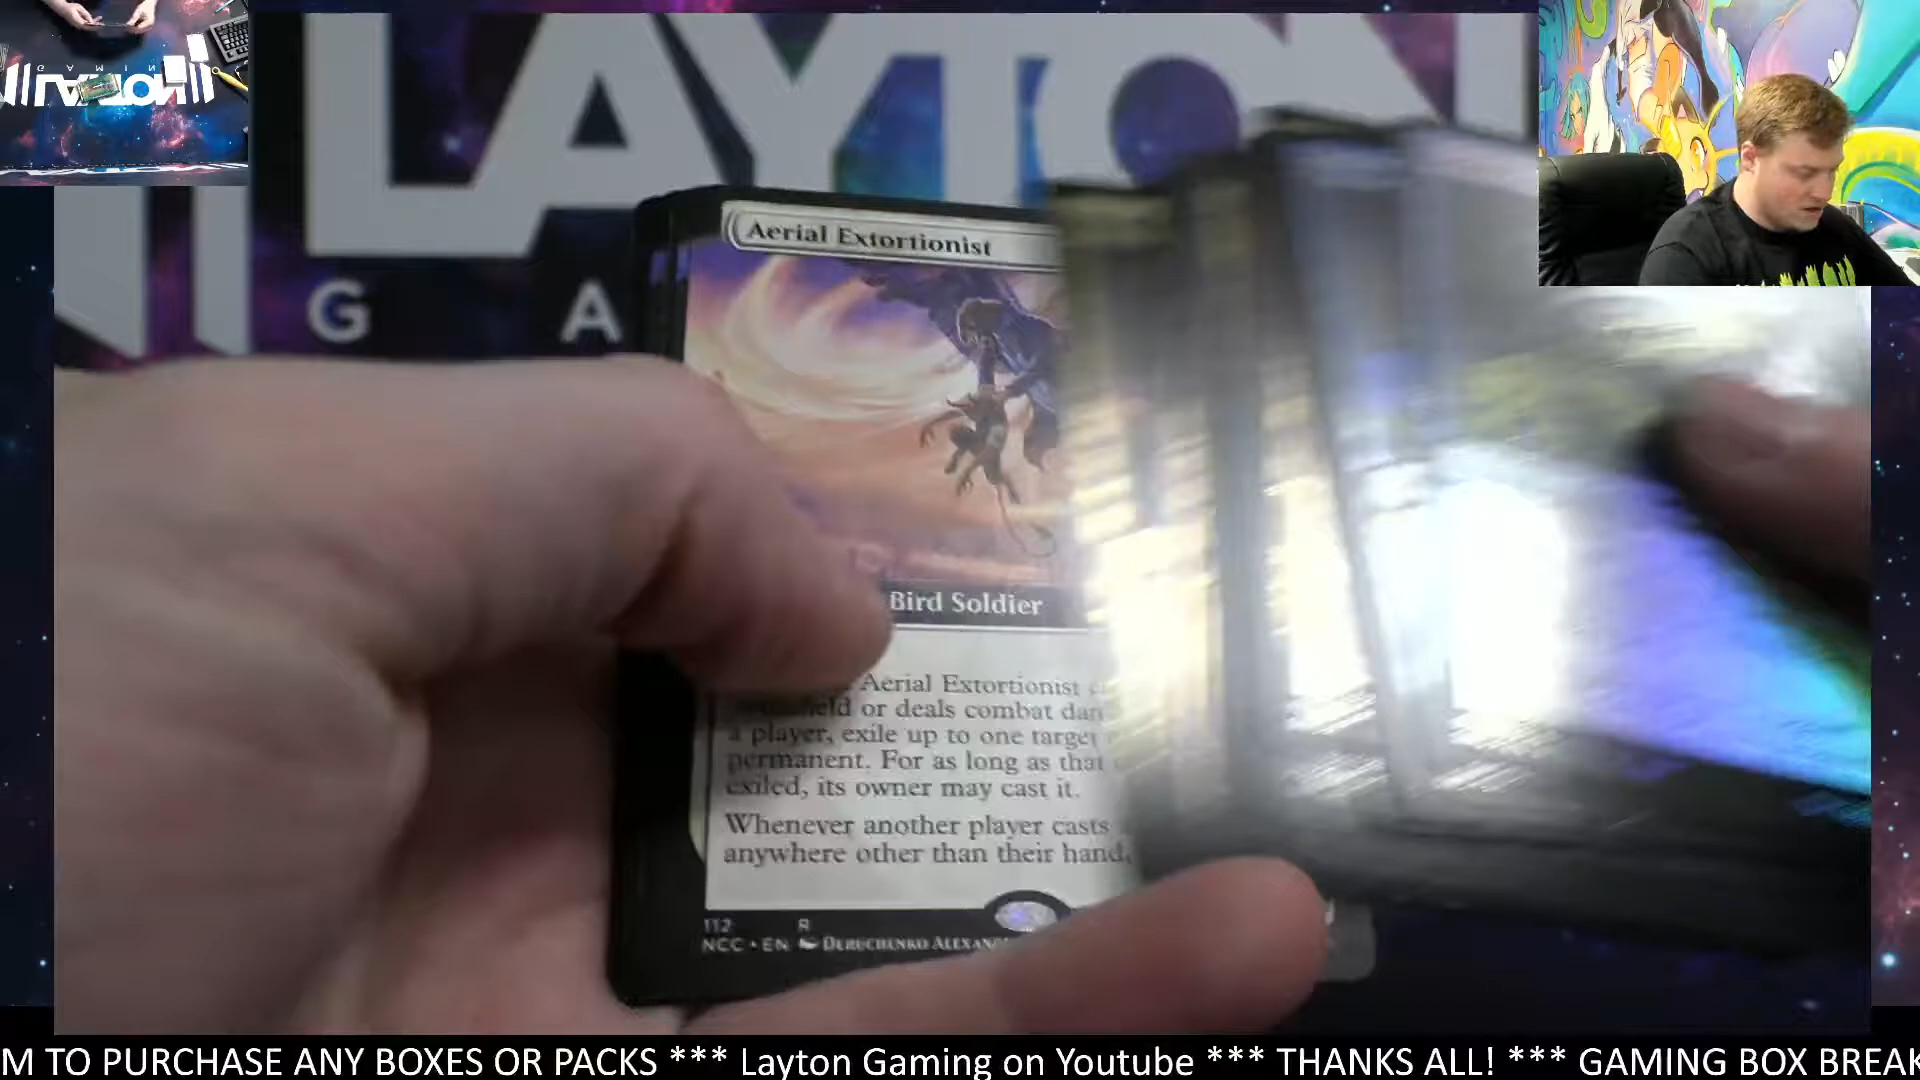 LAYTON
G A
Aerial Extortionist
Bird Soldier
Aerial Extortionist
or deals combat
a player, exile up to one target
permanent. For as long as that
exiled, its owner may cast it.
Whenever another player casts
anywhere other than their hand,
112 R
NCC • EN
M TO PURCHASE ANY BOXES OR PACKS *** Layton Gaming on Youtube *** THANKS ALL! *** GAMING BOX BREAK